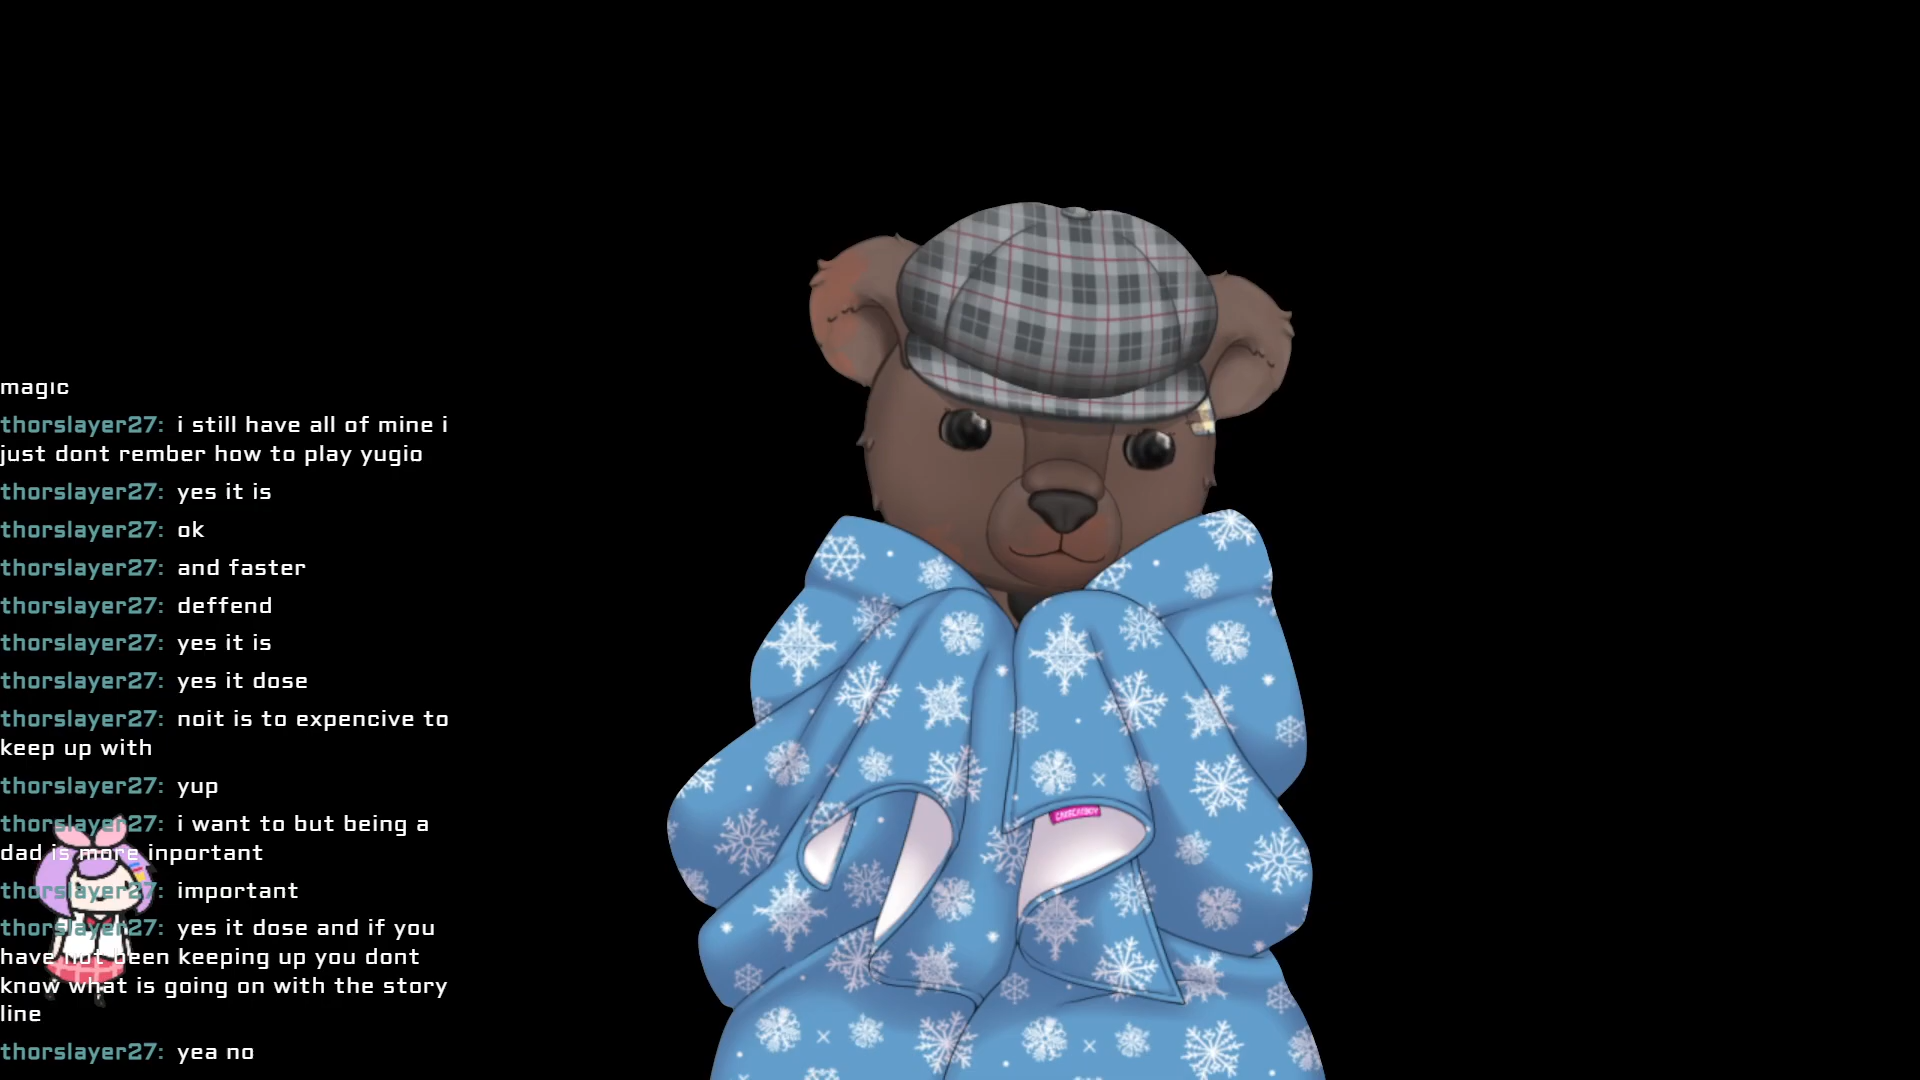 magic
thorslayer27: i still have all of mine i
just dont rember how to play yugio
thorslayer27: yes it is
thorslayer27: ok
thorslayer27: and faster
thorslayer27: deffend
thorslayer27: yes it is
thorslayer27: yes it dose
thorslayer27: noit is to expencive to
keep up with
thorslayer27: yup
thorslayer27: i want to but being a
dad is more inportant
thorslayer27: important
thorslayer27: yes it dose and if you
have not been keeping up you dont
know what is going on with the story
line
thorslayer27: yea no